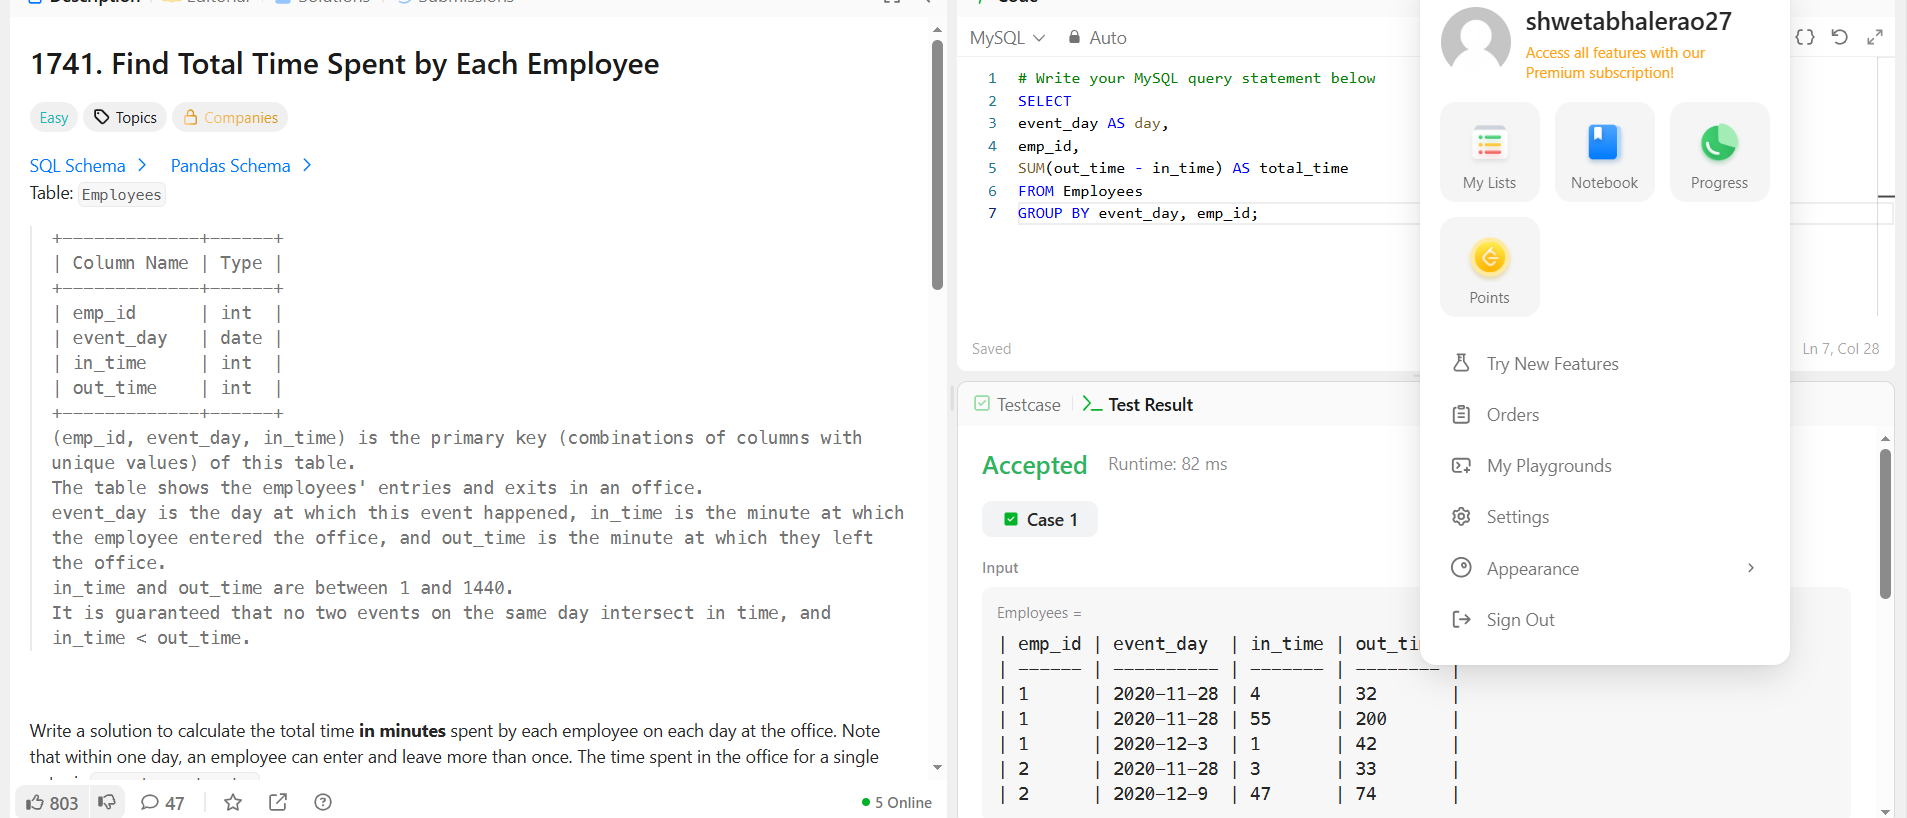 Description
Editorial
Solutions
Submissions
1741. Find Total Time Spent by Each Employee
Easy
Topics
Companies
SQL Schema
Pandas Schema
Table: Employees
+-------------+------+
| Column Name | Type |
+-------------+------+
| emp_id      | int  |
| event_day   | date |
| in_time     | int  |
| out_time    | int  |
+-------------+------+
(emp_id, event_day, in_time) is the primary key (combinations of columns with
unique values) of this table.
The table shows the employees' entries and exits in an office.
event_day is the day at which this event happened, in_time is the minute at which
the employee entered the office, and out_time is the minute at which they left
the office.
in_time and out_time are between 1 and 1440.
It is guaranteed that no two events on the same day intersect in time, and
in_time < out_time.
Write a solution to calculate the total time in minutes spent by each employee on each day at the office. Note
that within one day, an employee can enter and leave more than once. The time spent in the office for a single
803
47
5 Online
Code
MySQL
Auto
1 # Write your MySQL query statement below
2 SELECT
3 event_day AS day,
4 emp_id,
5 SUM(out_time - in_time) AS total_time
6 FROM Employees
7 GROUP BY event_day, emp_id;
Saved
Ln 7, Col 28
Testcase
Test Result
Accepted
Runtime: 82 ms
Case 1
Input
Employees =
| emp_id | event_day  | in_time | out_ti
| ------ | ---------- | ------- | -------- |
| 1      | 2020-11-28 | 4       | 32       |
| 1      | 2020-11-28 | 55      | 200      |
| 1      | 2020-12-3  | 1       | 42       |
| 2      | 2020-11-28 | 3       | 33       |
| 2      | 2020-12-9  | 47      | 74       |
shwetabhalerao27
Access all features with our
Premium subscription!
My Lists
Notebook
Progress
Points
Try New Features
Orders
My Playgrounds
Settings
Appearance
Sign Out